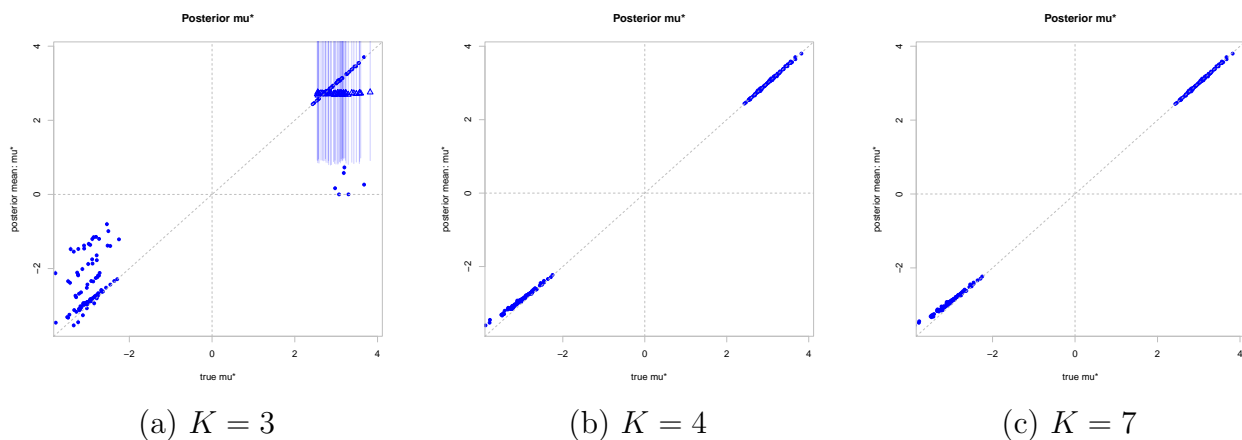 Posterior mu*
posterior mean: mu*
4
2
0
−2
−2
0
2
4
true mu*
(a) K = 3
Posterior mu*
posterior mean: mu*
4
2
0
−2
−2
0
2
4
true mu*
(b) K = 4
Posterior mu*
posterior mean: mu*
4
2
0
−2
−2
0
2
4
true mu*
(c) K = 7